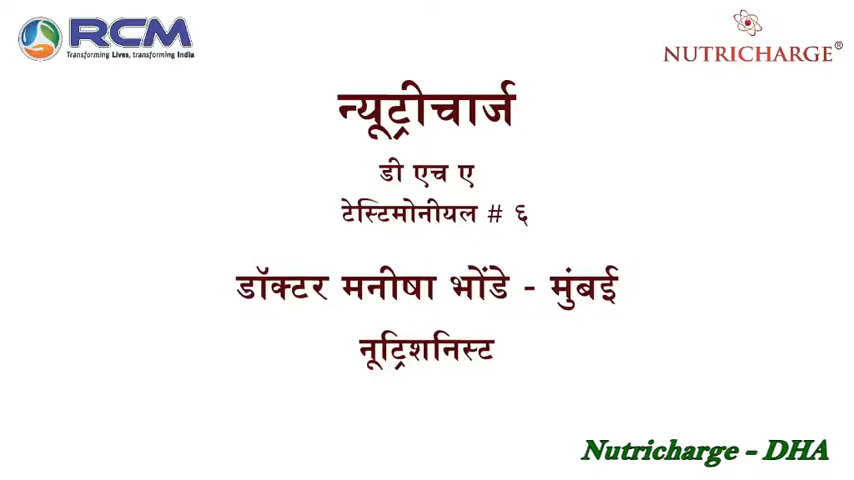 RCM
Transforming Lives, transforming India
NUTRICHARGE®
न्यूट्रीचार्ज
डी एच ए
टेस्टिमोनीयल # ६
डॉक्टर मनीषा भोंडे - मुंबई
नूट्रिशनिस्ट
Nutricharge - DHA